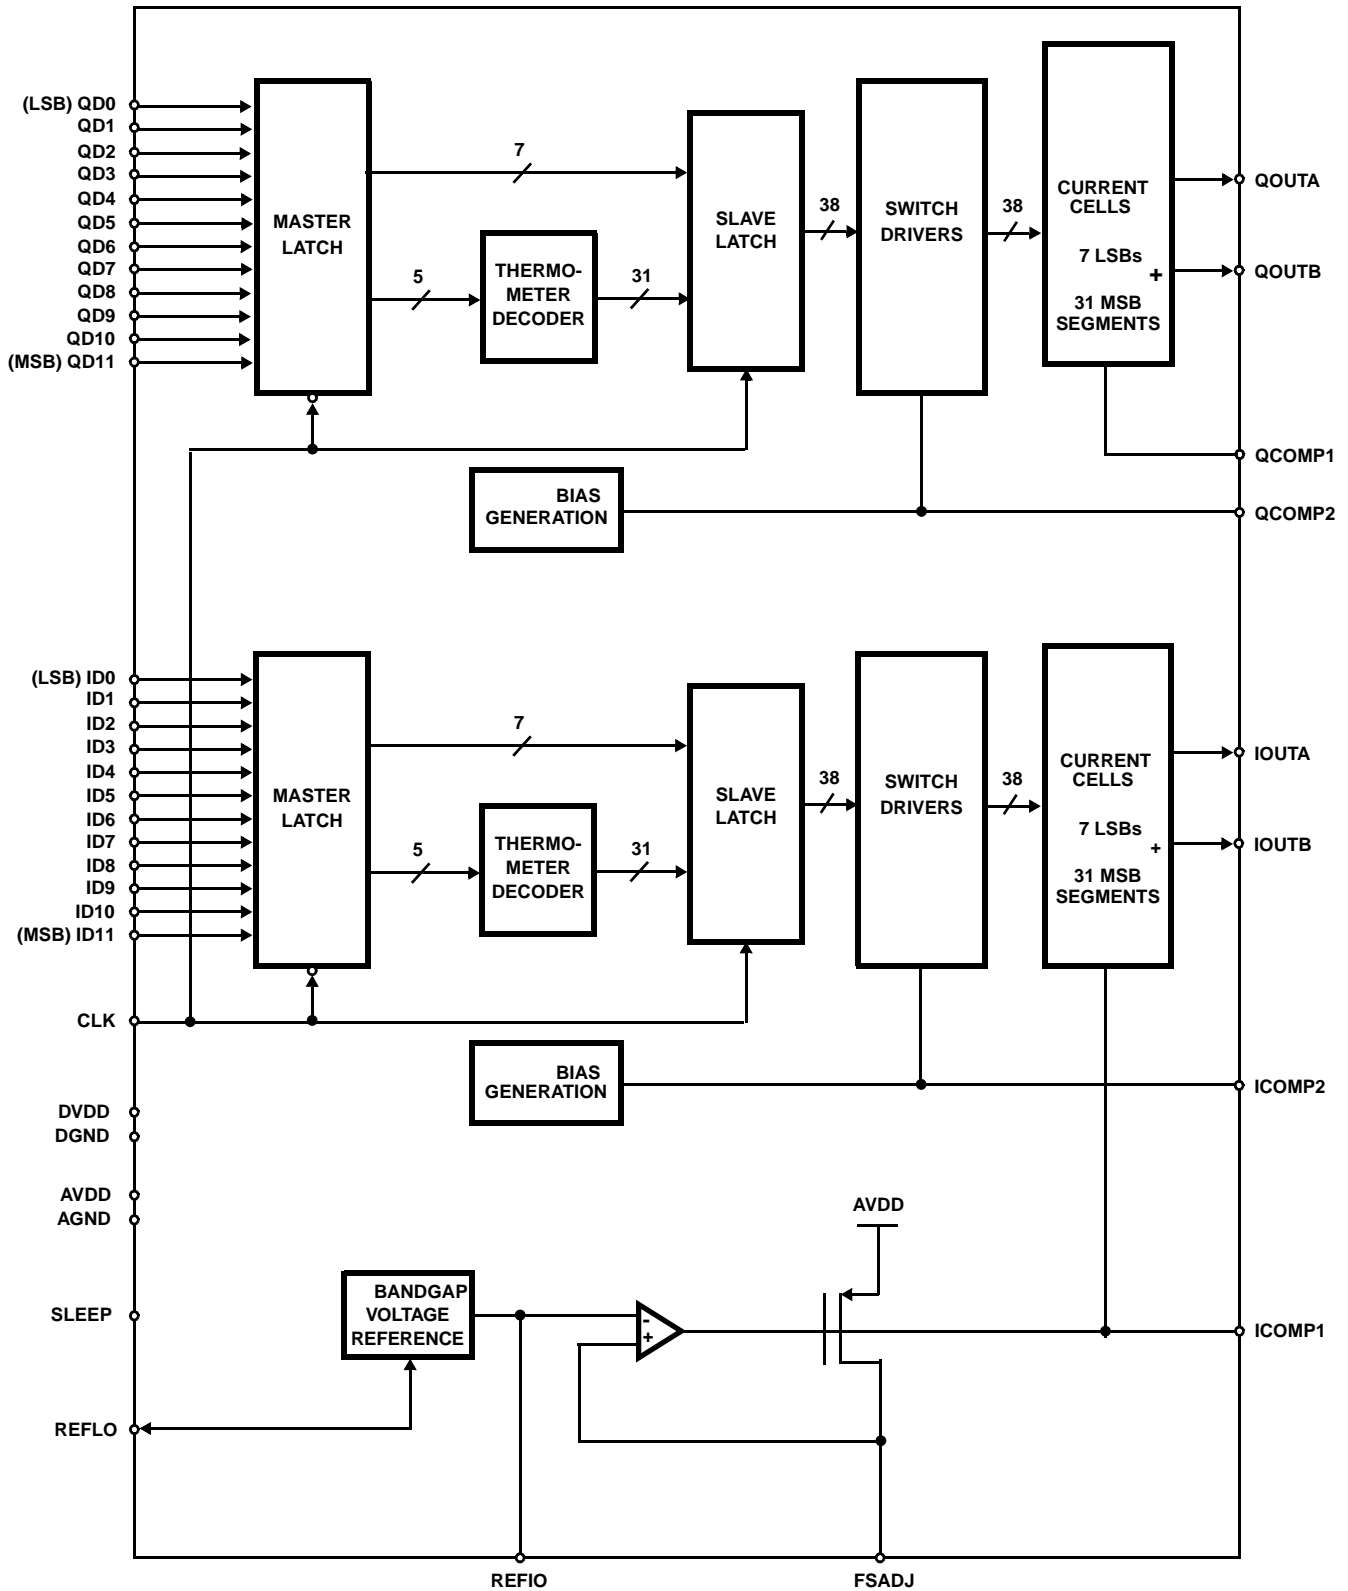 (LSB) QD0
QD1
QD2
QD3
QD4
QD5
QD6
QD7
QD8
QD9
QD10
(MSB) QD11
MASTER
LATCH
7
5
THERMO-
METER
DECODER
31
SLAVE
LATCH
38
SWITCH
DRIVERS
38
CURRENT
CELLS
7 LSBs
+
31 MSB
SEGMENTS
QOUTA
QOUTB
QCOMP1
QCOMP2
BIAS
GENERATION
(LSB) ID0
ID1
ID2
ID3
ID4
ID5
ID6
ID7
ID8
ID9
ID10
(MSB) ID11
MASTER
LATCH
7
5
THERMO-
METER
DECODER
31
SLAVE
LATCH
38
SWITCH
DRIVERS
38
CURRENT
CELLS
7 LSBs
+
31 MSB
SEGMENTS
IOUTA
IOUTB
CLK
BIAS
GENERATION
ICOMP2
DVDD
DGND
AVDD
AGND
SLEEP
REFLO
BANDGAP
VOLTAGE
REFERENCE
-
+
AVDD
ICOMP1
REFIO
FSADJ